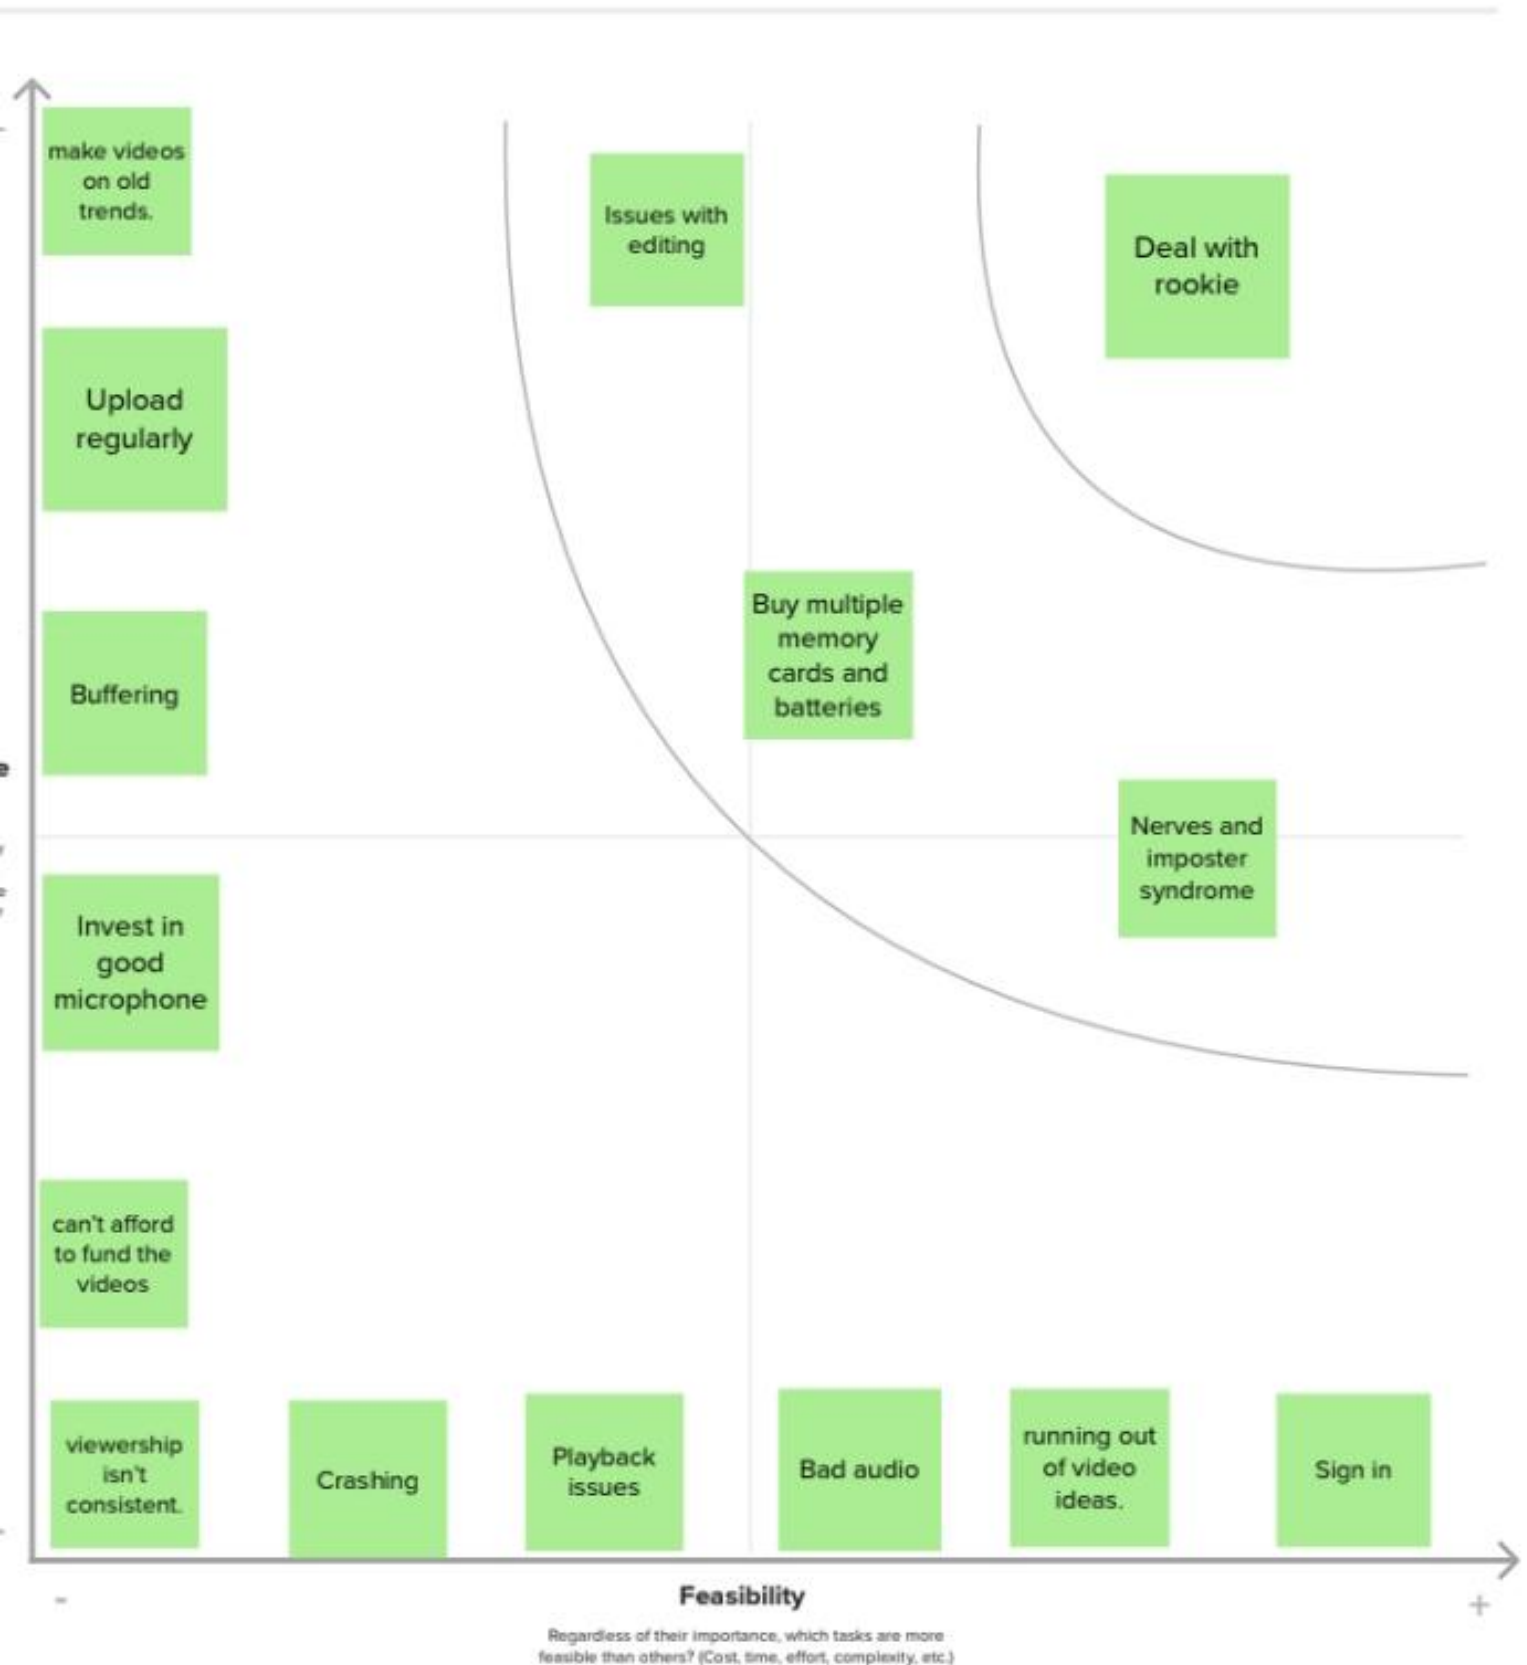 make videos
on old
trends.
Issues with
editing
Deal with
rookie
Upload
regularly
Buy multiple
memory
cards and
batteries
Buffering
Nerves and
imposter
syndrome
Invest in
good
microphone
can't afford
to fund the
videos
viewership
isn't
consistent.
Crashing
Playback
issues
Bad audio
running out
of video
ideas.
Sign in
-
Feasibility
+
Regardless of their importance, which tasks are more
feasible than others? (Cost, time, effort, complexity, etc.)